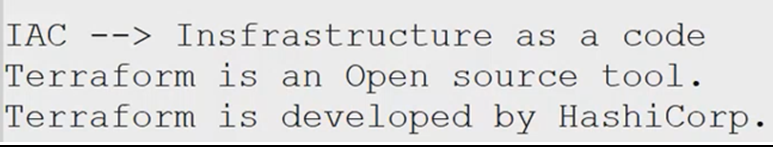 IAC --> Insfrastructure as a code
Terraform is an Open source tool.
Terraform is developed by HashiCorp.